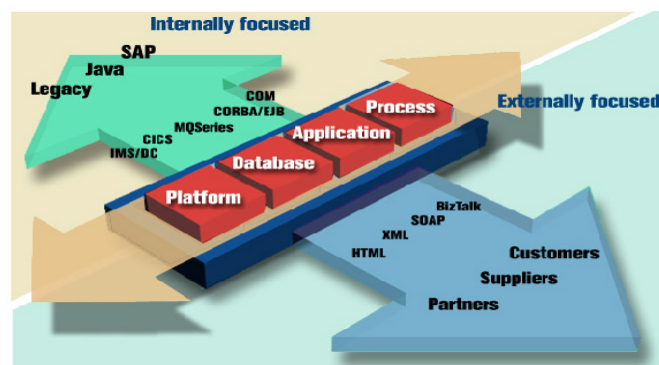 Internally focused
SAP
Java
Legacy
COM
CORBA/EJB
MQSeries
CICS
IMS/DC
Process
Application
Database
Platform
Externally focused
BizTalk
SOAP
XML
HTML
Customers
Suppliers
Partners